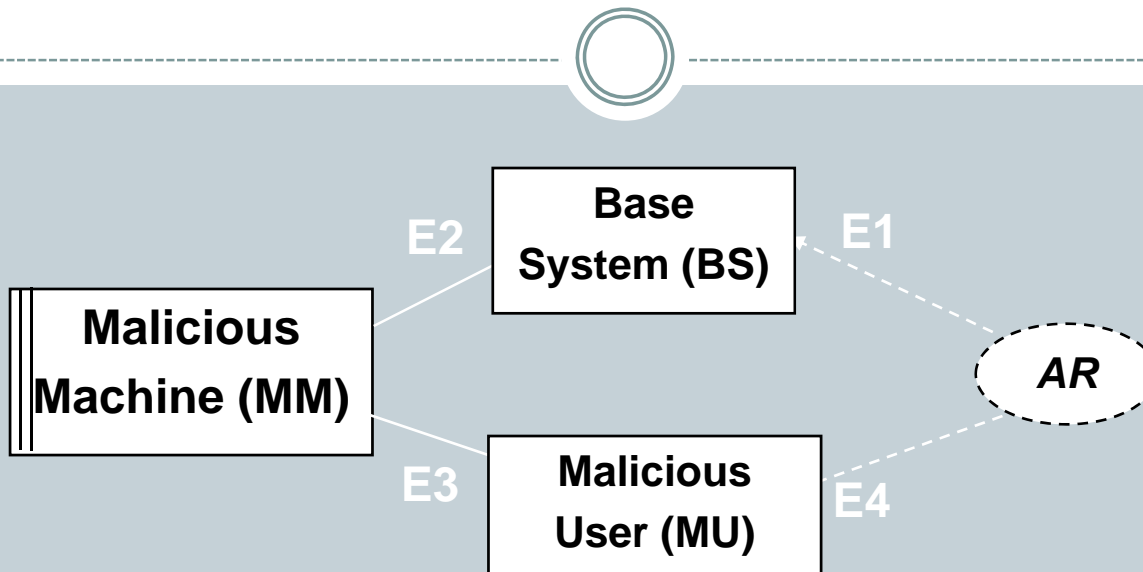 Base
System (BS)
E2
E1
Malicious
Machine (MM)
AR
E3
Malicious
User (MU)
E4